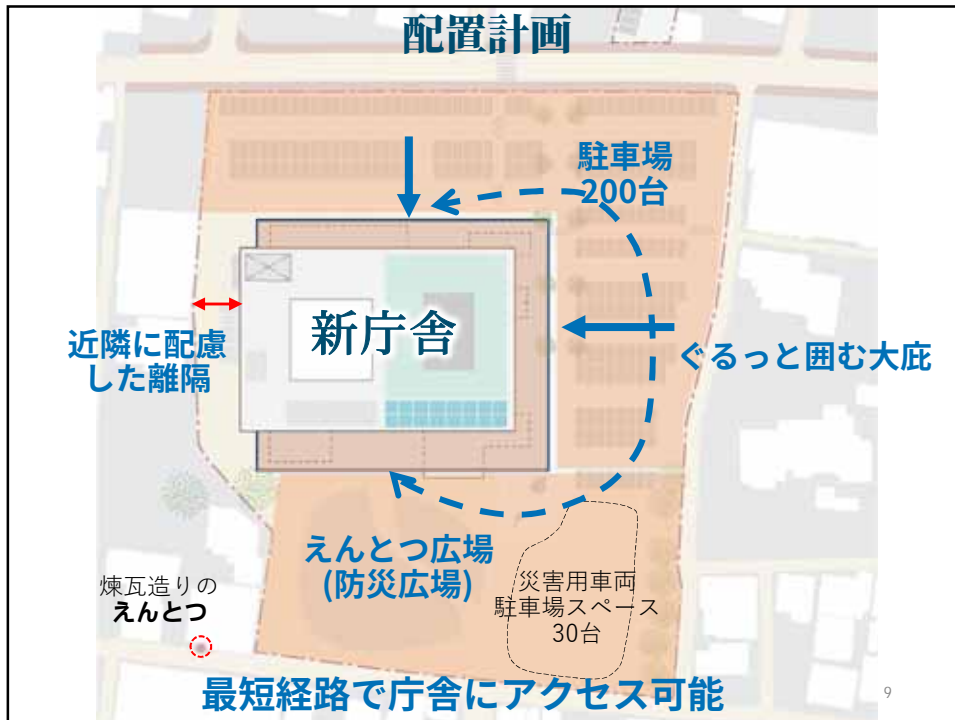 配置計画
駐車場
200台
新庁舎
近隣に配慮
した離隔
ぐるっと囲む大庇
えんとつ広場
(防災広場)
災害用車両
駐車場スペース
30台
煉瓦造りの
えんとつ
最短経路で庁舎にアクセス可能
9